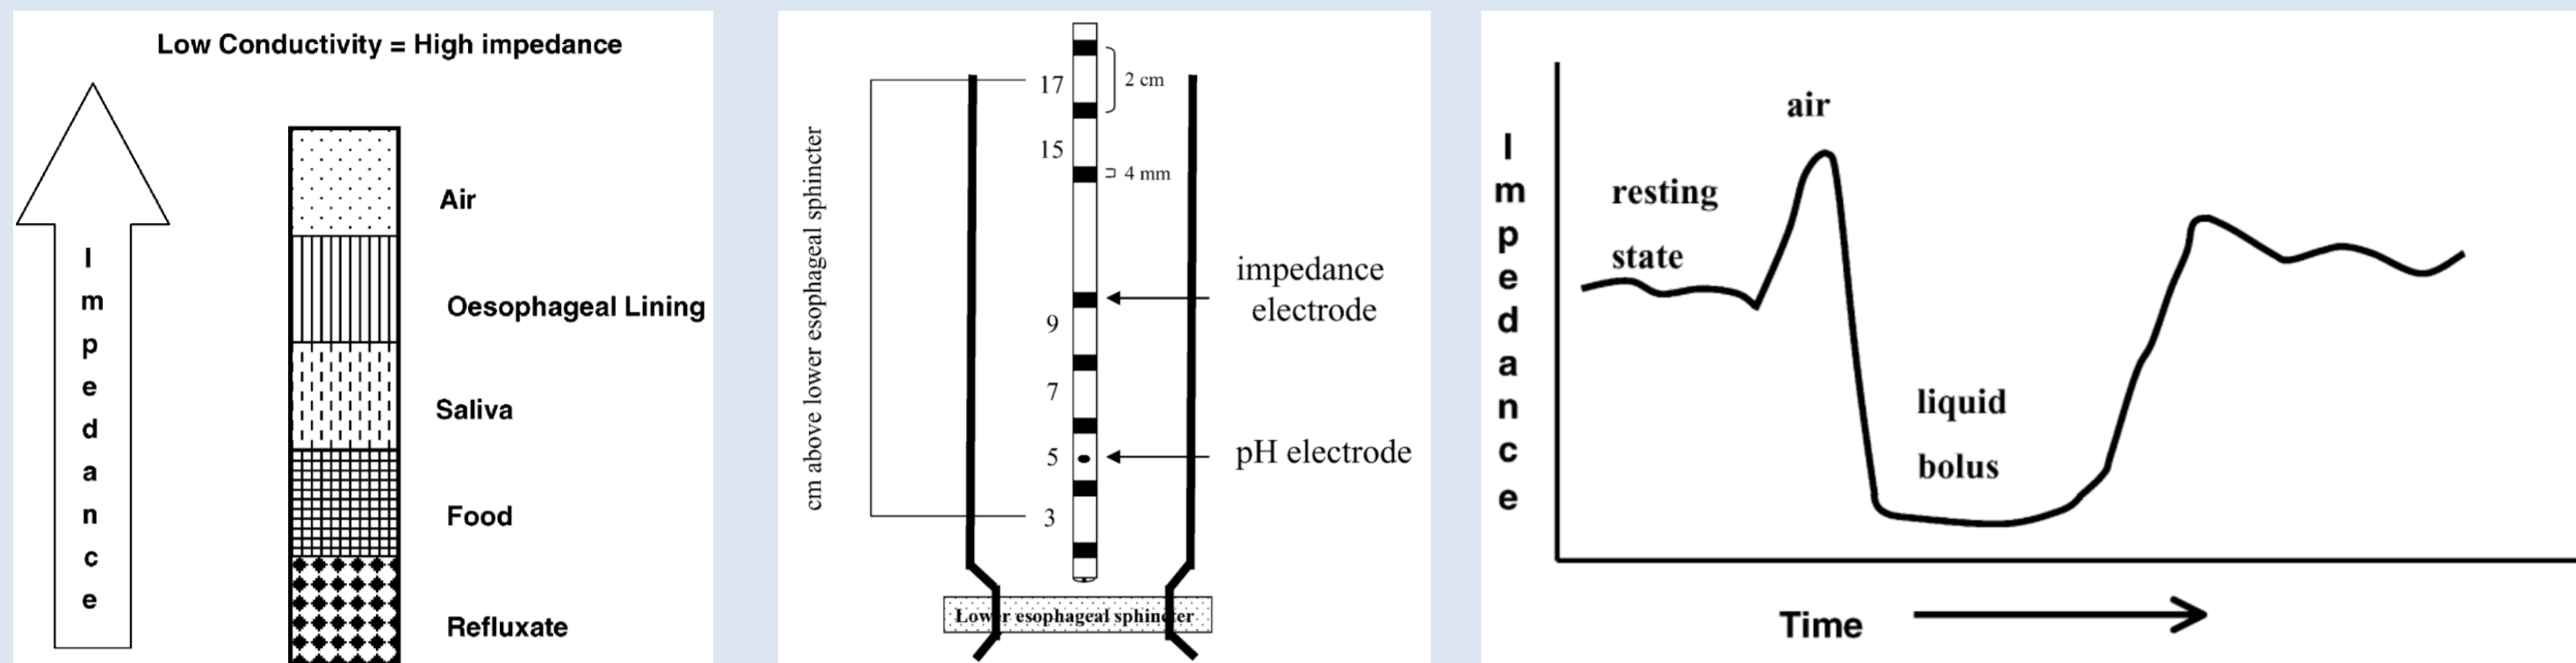 Low Conductivity = High impedance
Impedance
Air
Oesophageal Lining
Saliva
Food
Refluxate
cm above lower esophageal sphincter
17
2 cm
15
4 mm
impedance
electrode
9
7
5
pH electrode
3
Lower esophageal sphincter
Impedance
air
resting
state
liquid
bolus
Time